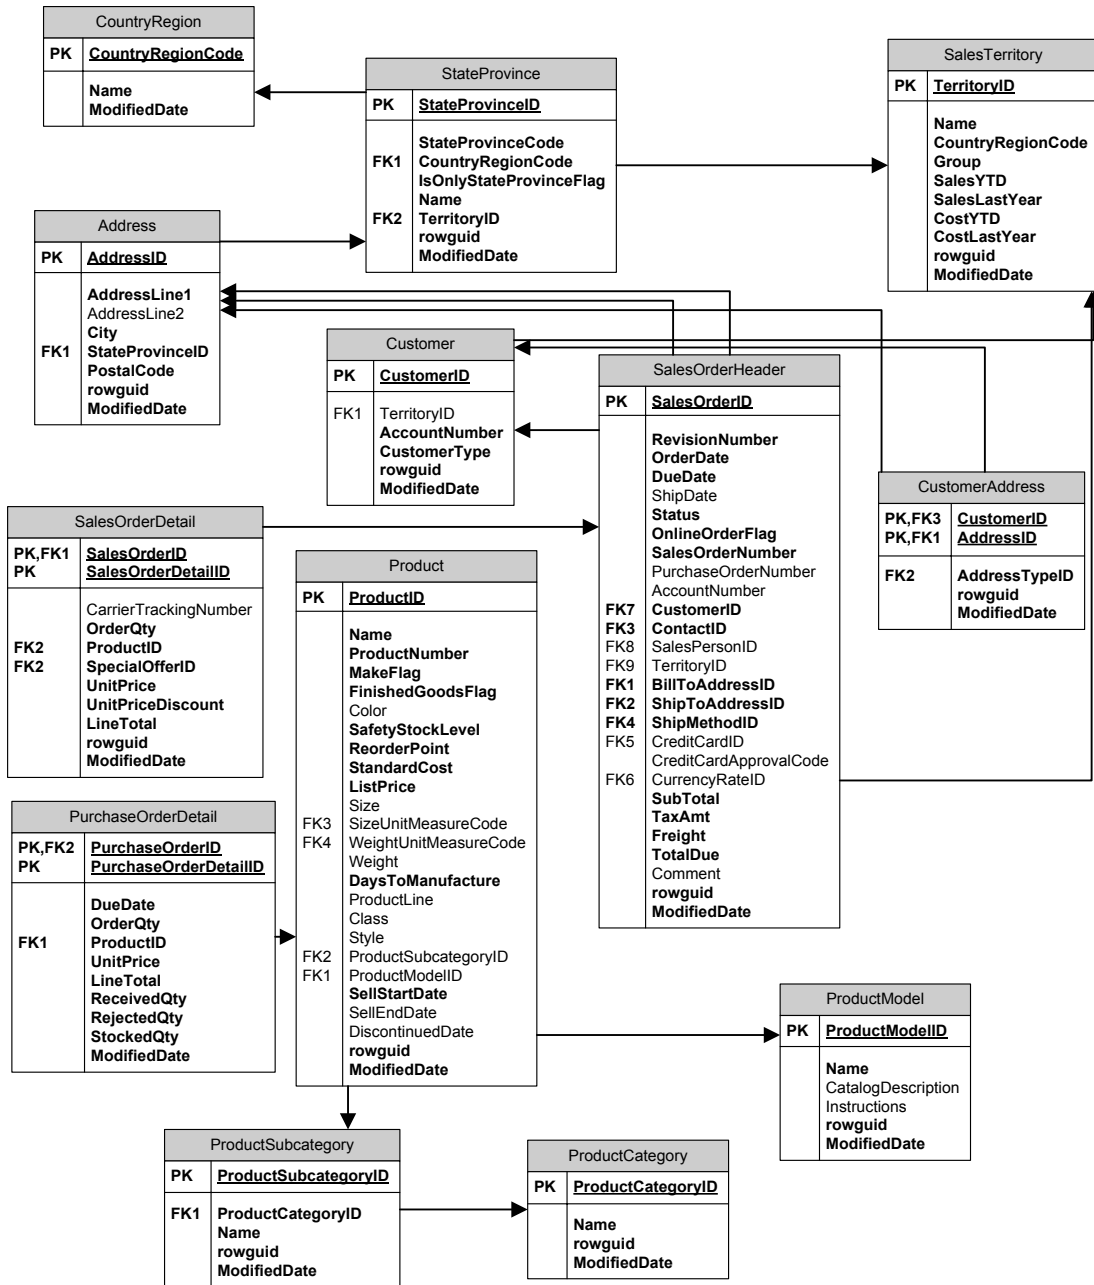 CountryRegion
PK CountryRegionCode
Name
ModifiedDate
StateProvince
PK StateProvinceID
StateProvinceCode
FK1 CountryRegionCode
IsOnlyStateProvinceFlag
Name
FK2 TerritoryID
rowguid
ModifiedDate
SalesTerritory
PK TerritoryID
Name
CountryRegionCode
Group
SalesYTD
SalesLastYear
CostYTD
CostLastYear
rowguid
ModifiedDate
Address
PK AddressID
AddressLine1
AddressLine2
City
FK1 StateProvinceID
PostalCode
rowguid
ModifiedDate
Customer
PK CustomerID
FK1 TerritoryID
AccountNumber
CustomerType
rowguid
ModifiedDate
SalesOrderHeader
PK SalesOrderID
RevisionNumber
OrderDate
DueDate
ShipDate
Status
OnlineOrderFlag
SalesOrderNumber
PurchaseOrderNumber
AccountNumber
FK7 CustomerID
FK3 ContactID
FK8 SalesPersonID
FK9 TerritoryID
FK1 BillToAddressID
FK2 ShipToAddressID
FK4 ShipMethodID
FK5 CreditCardID
CreditCardApprovalCode
FK6 CurrencyRateID
SubTotal
TaxAmt
Freight
TotalDue
Comment
rowguid
ModifiedDate
CustomerAddress
PK,FK3 CustomerID
PK,FK1 AddressID
FK2 AddressTypeID
rowguid
ModifiedDate
SalesOrderDetail
PK,FK1 SalesOrderID
PK SalesOrderDetailID
CarrierTrackingNumber
OrderQty
FK2 ProductID
FK2 SpecialOfferID
UnitPrice
UnitPriceDiscount
LineTotal
rowguid
ModifiedDate
Product
PK ProductID
Name
ProductNumber
MakeFlag
FinishedGoodsFlag
Color
SafetyStockLevel
ReorderPoint
StandardCost
ListPrice
Size
FK3 SizeUnitMeasureCode
FK4 WeightUnitMeasureCode
Weight
DaysToManufacture
ProductLine
Class
Style
FK2 ProductSubcategoryID
FK1 ProductModelID
SellStartDate
SellEndDate
DiscontinuedDate
rowguid
ModifiedDate
PurchaseOrderDetail
PK,FK2 PurchaseOrderID
PK PurchaseOrderDetailID
DueDate
OrderQty
FK1 ProductID
UnitPrice
LineTotal
ReceivedQty
RejectedQty
StockedQty
ModifiedDate
ProductModel
PK ProductModelID
Name
CatalogDescription
Instructions
rowguid
ModifiedDate
ProductSubcategory
PK ProductSubcategoryID
FK1 ProductCategoryID
Name
rowguid
ModifiedDate
ProductCategory
PK ProductCategoryID
Name
rowguid
ModifiedDate